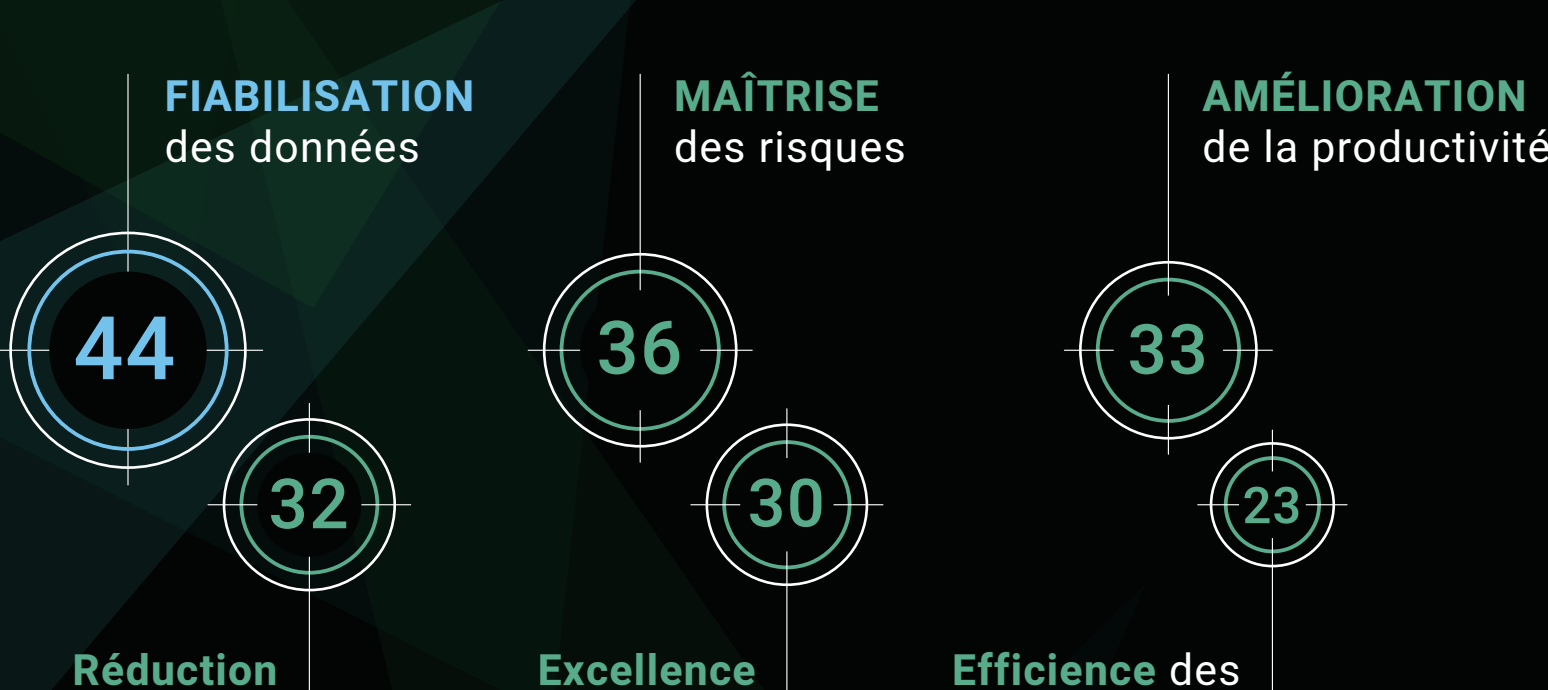 FIABILISATION
des données
MAÎTRISE
des risques
AMÉLIORATION
de la productivité
44
36
33
32
30
23
Réduction
Excellence
Efficience des